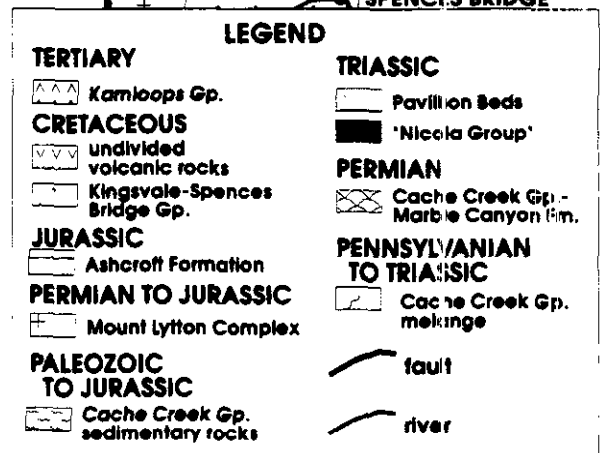 SPENCES BRIDGE
LEGEND
TERTIARY
Kamloops Gp.
CRETACEOUS
undivided
volcanic rocks
Kingsvale-Spences
Bridge Gp.
JURASSIC
Ashcroft Formation
PERMIAN TO JURASSIC
Mount Lytton Complex
PALEOZOIC
TO JURASSIC
Cache Creek Gp.
sedimentary rocks
TRIASSIC
Pavilion Beds
'Nicola Group'
PERMIAN
Cache Creek Gp.-
Marble Canyon Fm.
PENNSYLVANIAN
TO TRIASSIC
Cache Creek Gp.
melange
fault
river